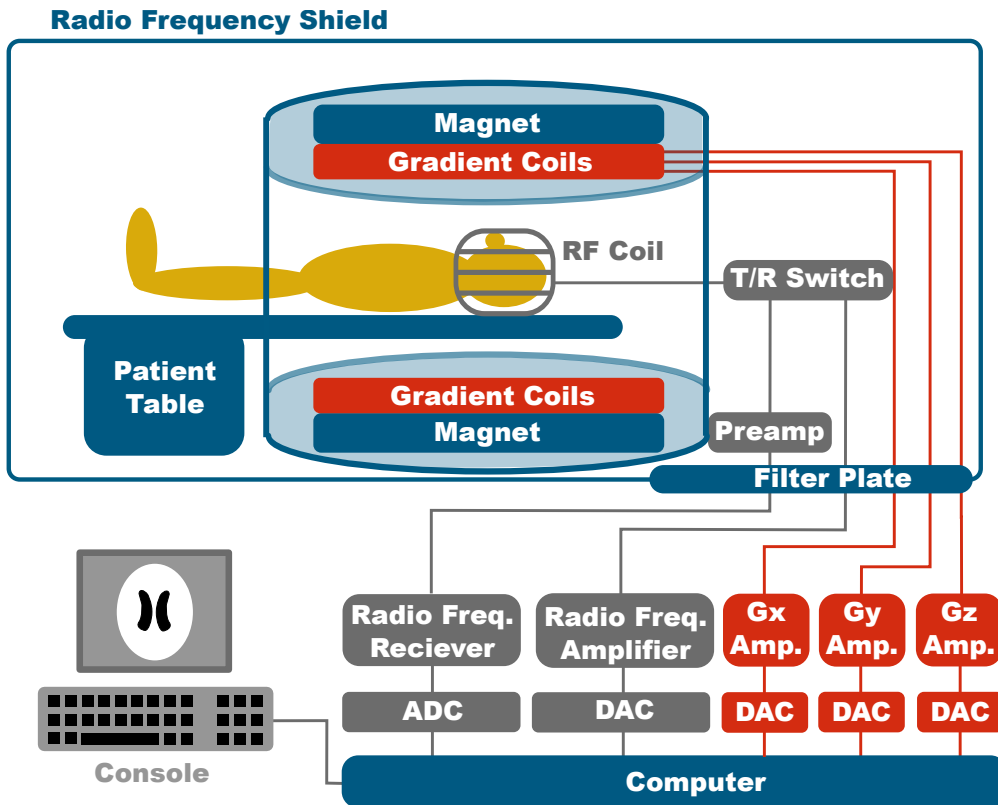 Radio Frequency Shield
Magnet
Gradient Coils
RF Coil
T/R Switch
Patient
Table
Gradient Coils
Magnet
Preamp
Filter Plate
Radio Freq.
Reciever
Radio Freq.
Amplifier
Gx
Amp.
Gy
Amp.
Gz
Amp.
ADC
DAC
DAC
DAC
DAC
Console
Computer